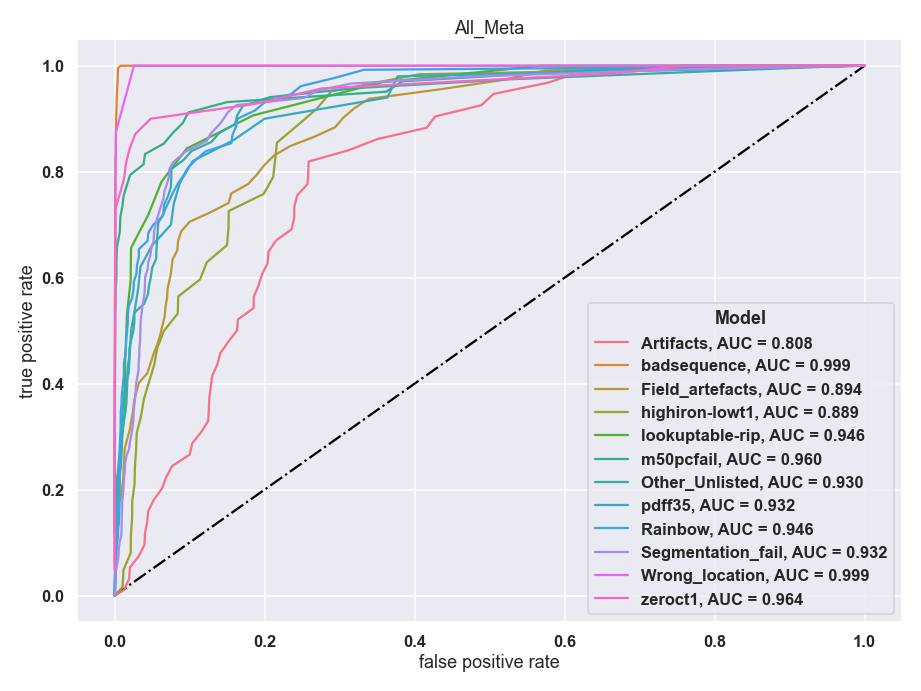 All_Meta
true positive rate
1.0
0.8
0.6
0.4
0.2
0.0
0.0 0.2 0.4 0.6 0.8 1.0
false positive rate
Model
Artifacts, AUC = 0.808
badsequence, AUC = 0.999
Field_artefacts, AUC = 0.894
highiron-lowt1, AUC = 0.889
lookuptable-rip, AUC = 0.946
m50pcfail, AUC = 0.960
Other_Unlisted, AUC = 0.930
pdff35, AUC = 0.932
Rainbow, AUC = 0.946
Segmentation_fail, AUC = 0.932
Wrong_location, AUC = 0.999
zeroct1, AUC = 0.964